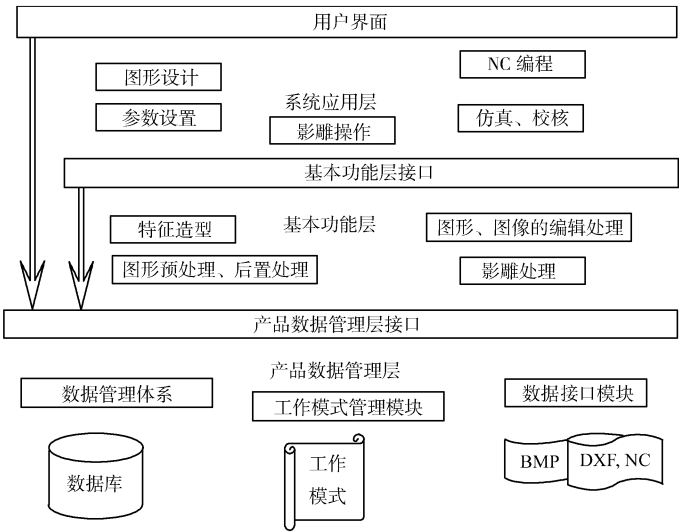 用户界面
图形设计
NC 编程
系统应用层
参数设置
影雕操作
仿真、校核
基本功能层接口
特征造型
基本功能层
图形、图像的编辑处理
图形预处理、后置处理
影雕处理
产品数据管理层接口
产品数据管理层
数据管理体系
工作模式管理模块
数据接口模块
数据库
工作
模式
BMP
DXF, NC